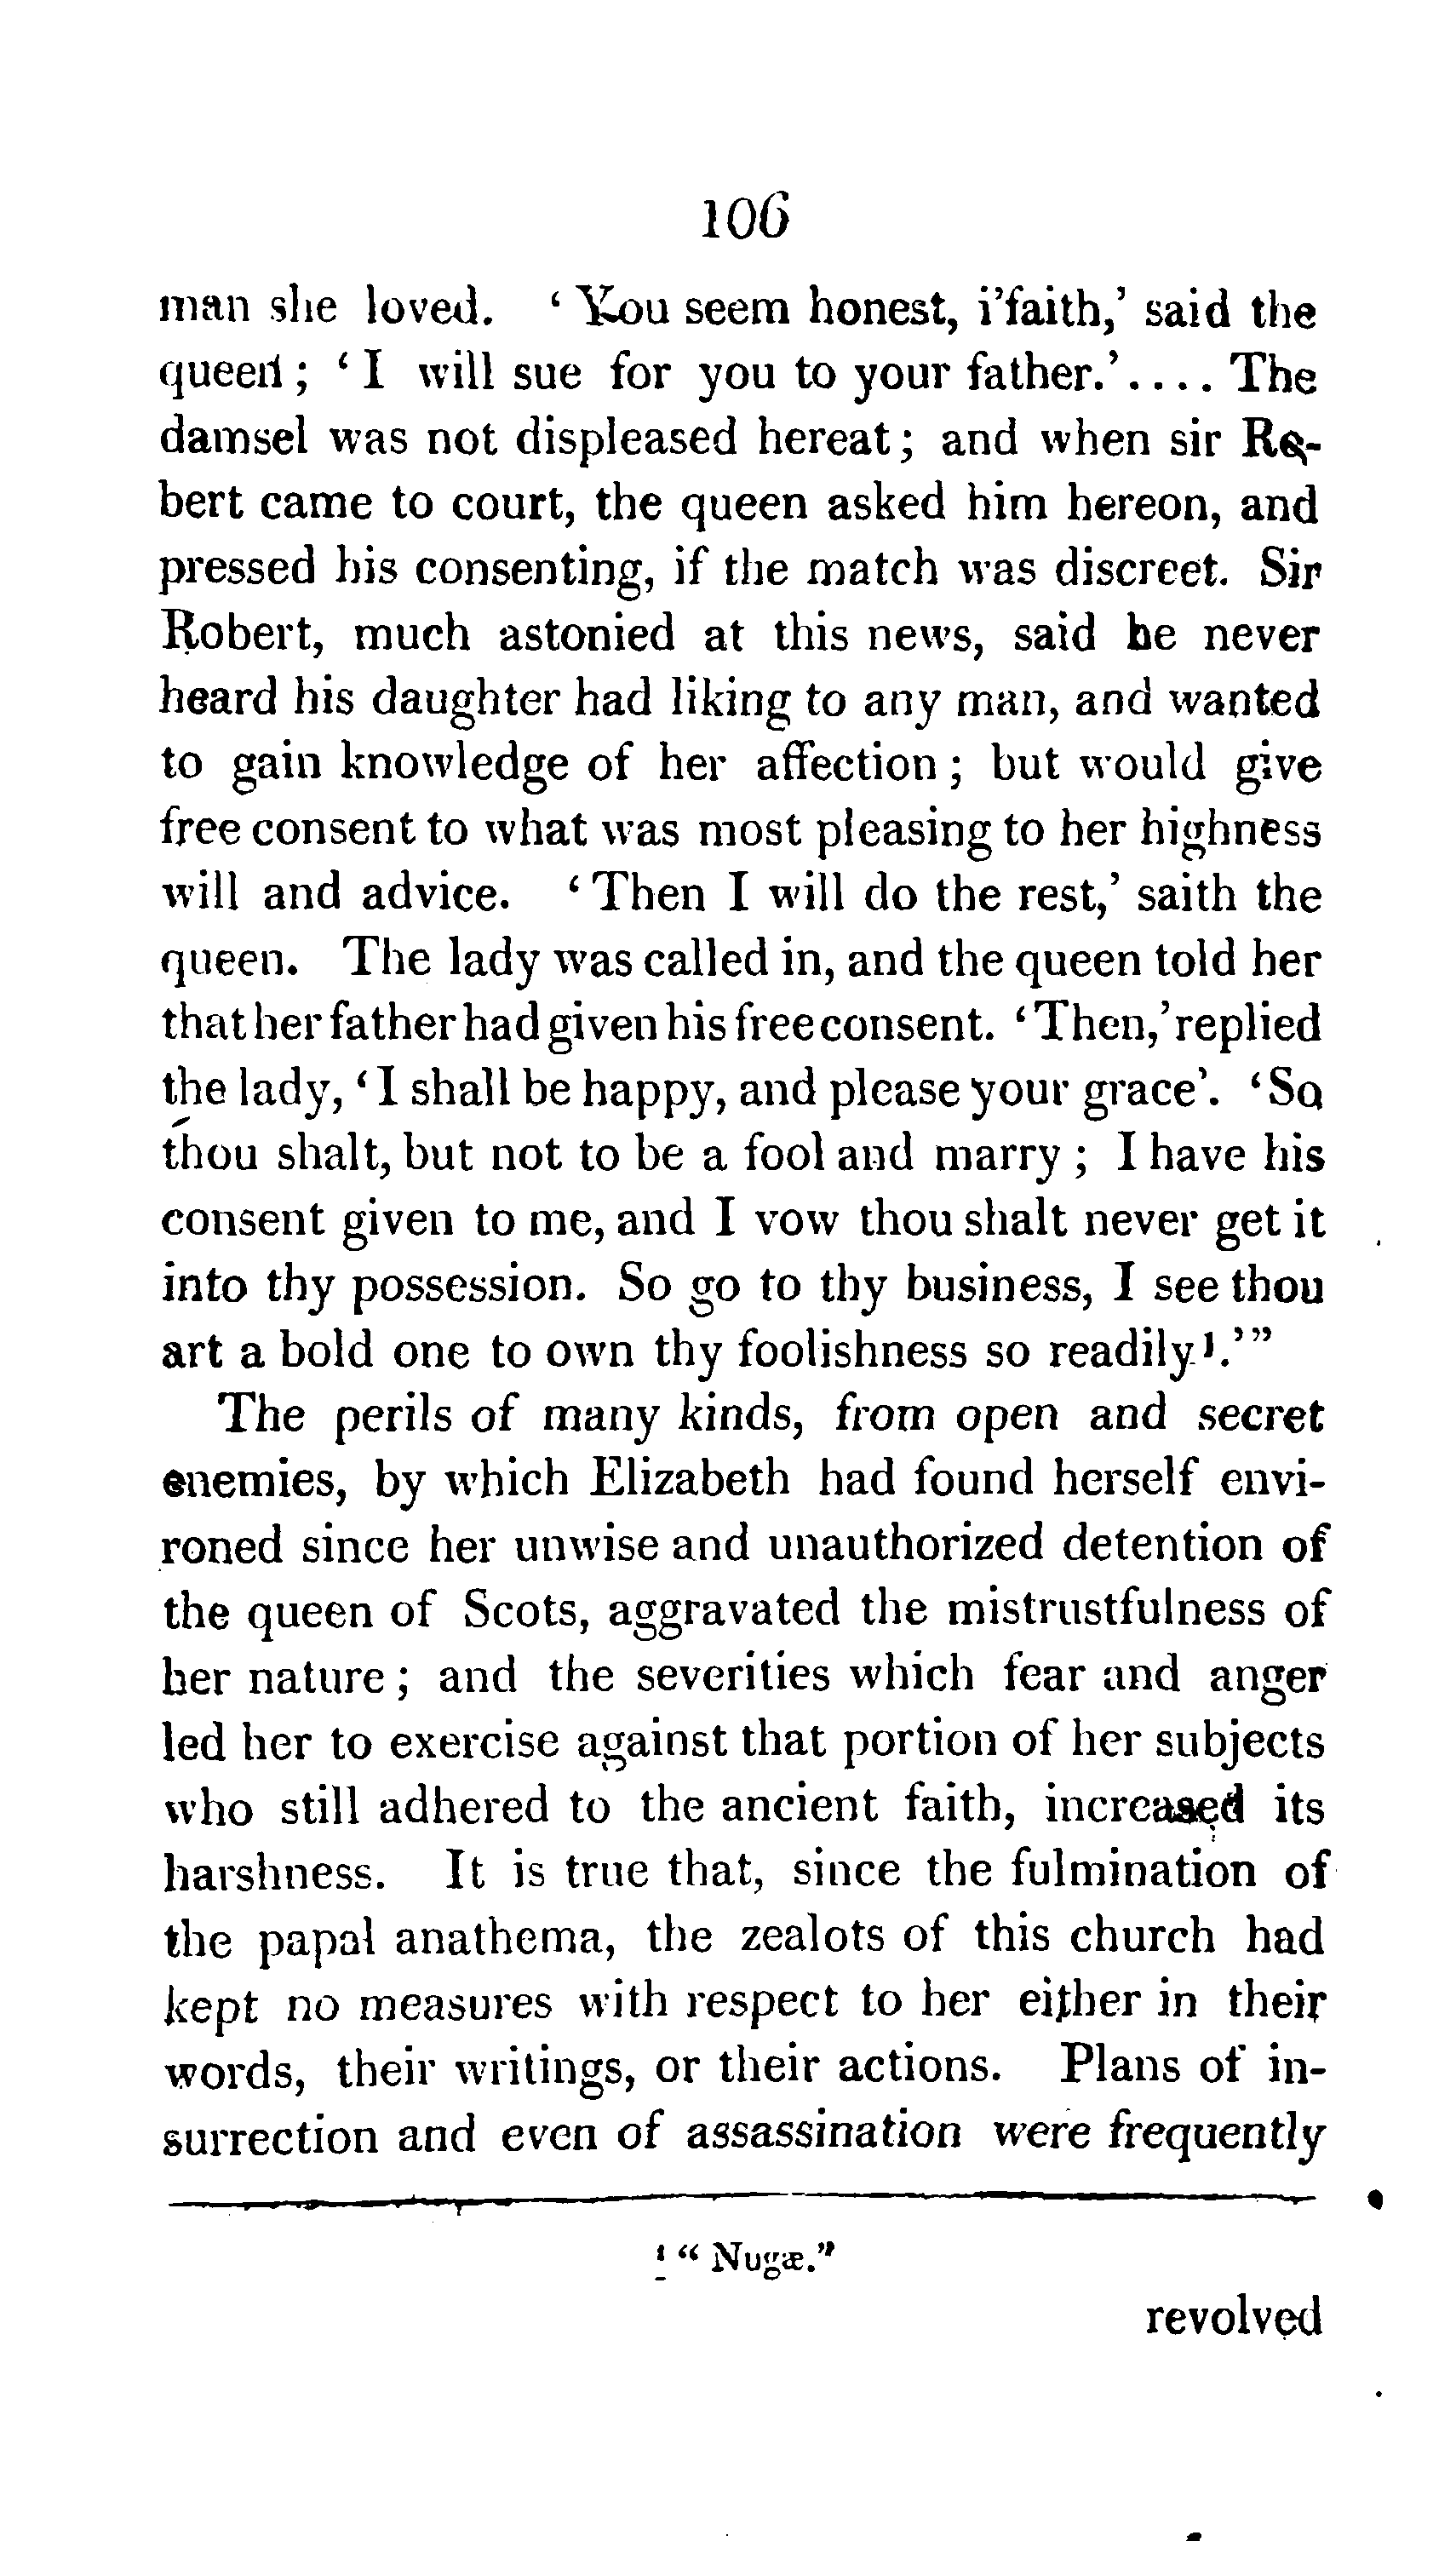 106
man she loved. ‘ You seem honest, i’faith,’ said the
queen ; ‘ I will sue for you to your father.’.... The
damsel was not displeased hereat ; and when sir Ro-
bert came to court, the queen asked him hereon, and
pressed his consenting, if the match was discreet. Sir
Robert, much astonied at this news, said he never
heard his daughter had liking to any man, and wanted
to gain knowledge of her affection ; but would give
free consent to what was most pleasing to her highness
will and advice. ‘ Then I will do the rest,’ saith the
queen. The lady was called in, and the queen told her
that her father had given his free consent. ‘ Then,’ replied
the lady, ‘ I shall be happy, and please your grace’. ‘ So
thou shalt, but not to be a fool and marry ; I have his
consent given to me, and I vow thou shalt never get it
into thy possession. So go to thy business, I see thou
art a bold one to own thy foolishness so readily¹.’”
The perils of many kinds, from open and secret
enemies, by which Elizabeth had found herself envi-
roned since her unwise and unauthorized detention of
the queen of Scots, aggravated the mistrustfulness of
her nature ; and the severities which fear and anger
led her to exercise against that portion of her subjects
who still adhered to the ancient faith, increased its
harshness. It is true that, since the fulmination of
the papal anathema, the zealots of this church had
kept no measures with respect to her either in their
words, their writings, or their actions. Plans of in-
surrection and even of assassination were frequently
¹ “ Nugæ.”
revolved